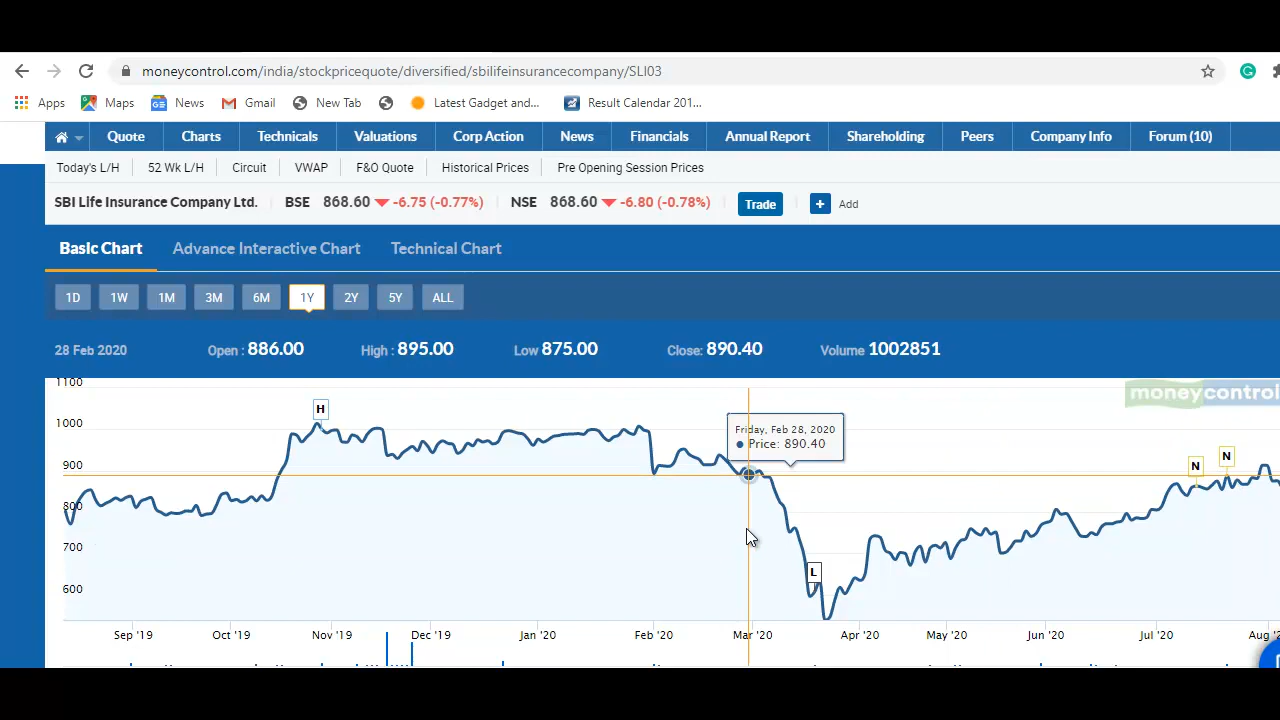 moneycontrol.com/india/stockpricequote/diversified/sbilifeinsurancecompany/SLI03
Apps Maps News Gmail New Tab Latest Gadget and... Result Calendar 201...
Quote Charts Technicals Valuations Corp Action News Financials Annual Report Shareholding Peers Company Info Forum (10)
Today's L/H 52 Wk L/H Circuit VWAP F&O Quote Historical Prices Pre Opening Session Prices
SBI Life Insurance Company Ltd. BSE 868.60 -6.75 (-0.77%) NSE 868.60 -6.80 (-0.78%) Trade + Add
Basic Chart Advance Interactive Chart Technical Chart
1D 1W 1M 3M 6M 1Y 2Y 5Y ALL
28 Feb 2020 Open : 886.00 High : 895.00 Low 875.00 Close: 890.40 Volume 1002851
1100
moneycontrol
H
1000
Friday, Feb 28, 2020
Price: 890.40
N
N
900
800
700
L
600
Sep '19 Oct '19 Nov '19 Dec '19 Jan '20 Feb '20 Mar '20 Apr '20 May '20 Jun '20 Jul '20 Aug '20